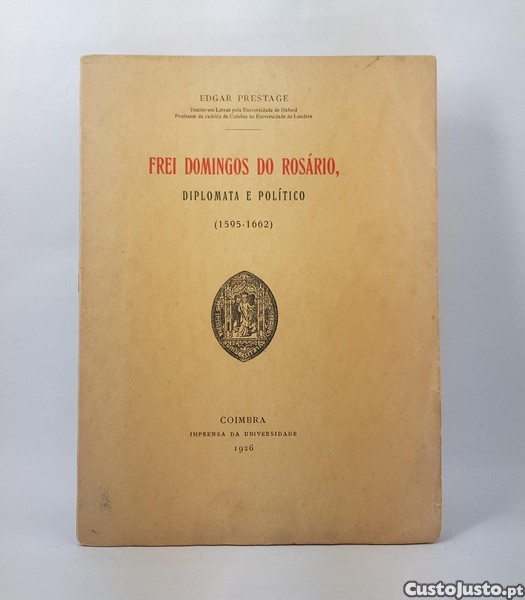 EDGAR PRESTAGE
Doutor em Letras pela Universidade de Oxford
Professor da cadeira de Camões na Universidade de Londres
FREI DOMINGOS DO ROSÁRIO,
DIPLOMATA E POLÍTICO
(1595-1662)
COIMBRA
IMPRENSA DA UNIVERSIDADE
1926
CustoJusto.pt